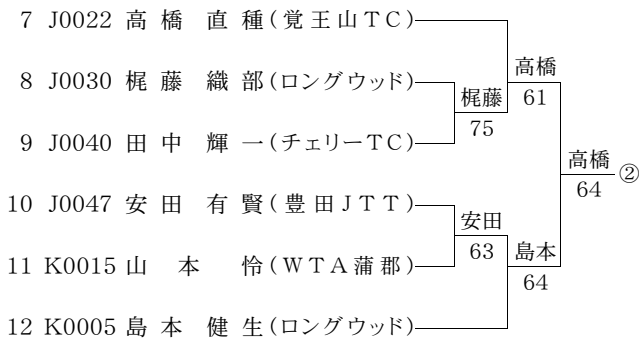 7 J0022 高橋 直種(覚王山TC)
高橋
8 J0030 梶藤 織部(ロングウッド)
梶藤
61
75
9 J0040 田中 輝一(チェリーTC)
高橋
②
64
10 J0047 安田 有賢(豊田JTT)
安田
63
島本
11 K0015 山本 怜(WTA蒲郡)
64
12 K0005 島本 健生(ロングウッド)